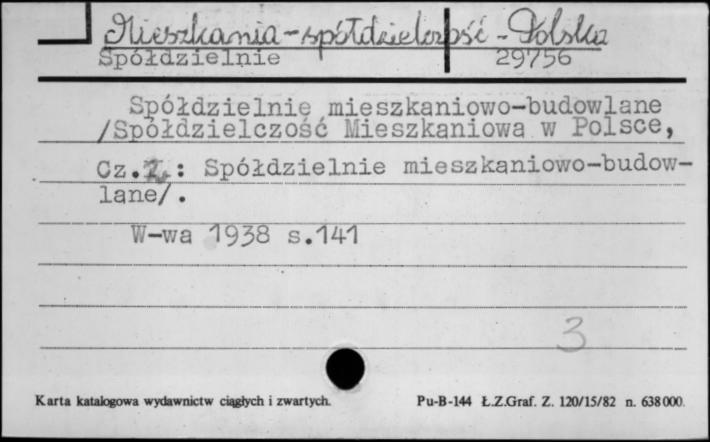 Mieszkania-spółdzielczość-Polska
Spółdzielnie 29756
Spółdzielnie mieszkaniowo-budowlane
/Spółdzielczość Mieszkaniowa w Polsce,
Cz.2.: Spółdzielnie mieszkaniowo-budow-
lane/.
W-wa 1938 s.141
3
Karta katalogowa wydawnictw ciągłych i zwartych. Pu-B-144 Ł.Z.Graf. Z. 120/15/82 n. 638000.